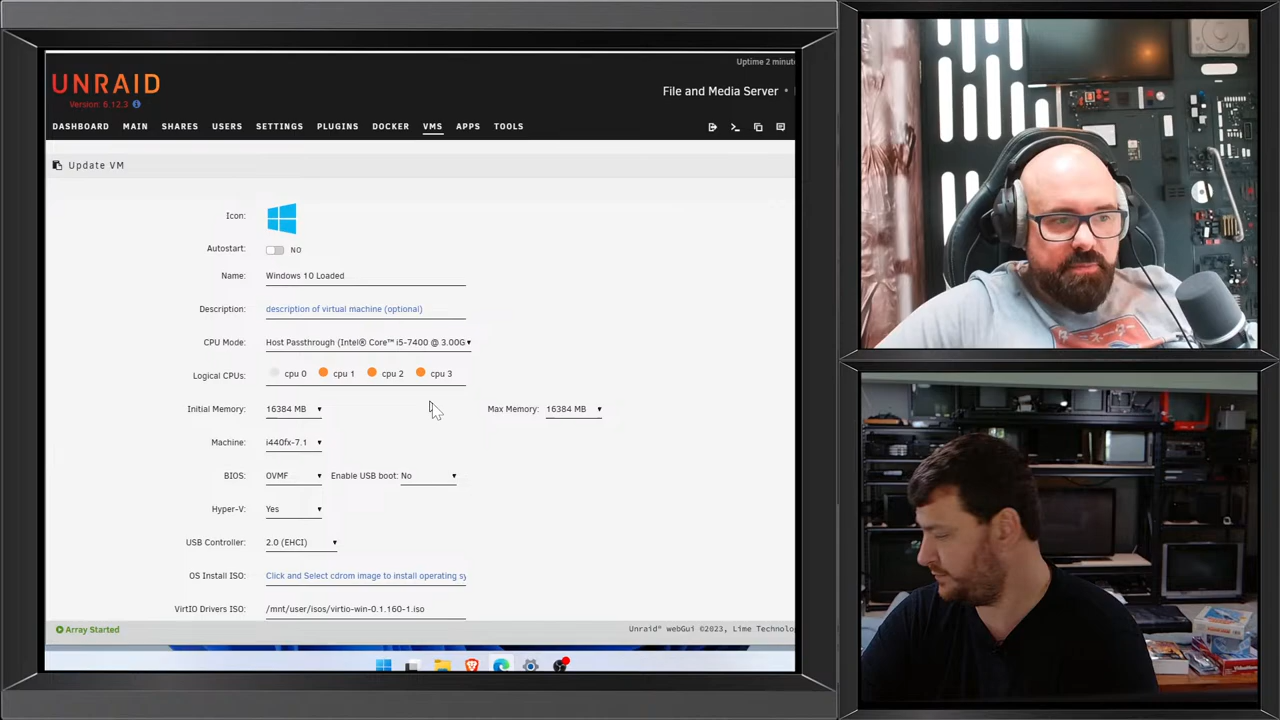 Uptime 2 minut
UNRAID
Version: 6.12.3
File and Media Server •
DASHBOARD MAIN SHARES USERS SETTINGS PLUGINS DOCKER VMS APPS TOOLS
Update VM
Icon:
Autostart: NO
Name: Windows 10 Loaded
Description: description of virtual machine (optional)
CPU Mode: Host Passthrough (Intel® Core™ i5-7400 @ 3.00G
Logical CPUs: cpu 0 cpu 1 cpu 2 cpu 3
Initial Memory: 16384 MB Max Memory: 16384 MB
Machine: i440fx-7.1
BIOS: OVMF Enable USB boot: No
Hyper-V: Yes
USB Controller: 2.0 (EHCI)
OS Install ISO: Click and Select cdrom image to install operating sy
VirtIO Drivers ISO: /mnt/user/isos/virtio-win-0.1.160-1.iso
Array Started
Unraid® webGui ©2023, Lime Technolo